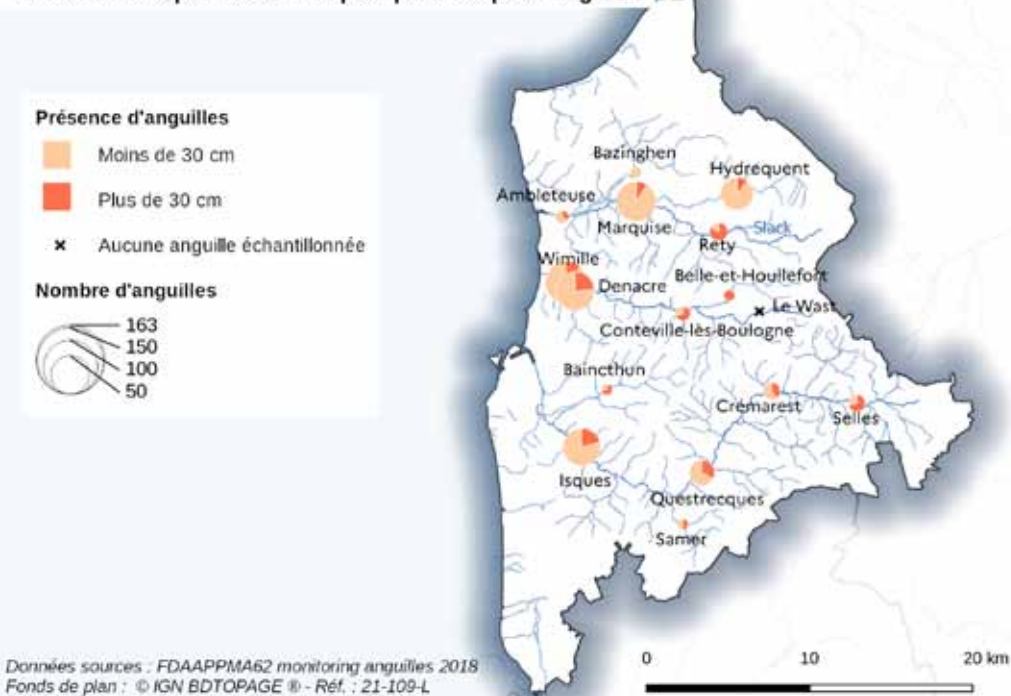 Présence d'anguilles
Moins de 30 cm
Plus de 30 cm
Aucune anguille échantillonnée
Nombre d'anguilles
163
150
100
50
Bazinghen
Hydrequent
Ambleteuse
Marquise
Slack
Réty
Wimille
Belle-et-Houllefort
Denacre
Le Wast
Conteville-lès-Boulogne
Baincthun
Crémarest
Selles
Isques
Questrecques
Samer
Données sources : FDAAPPMA62 monitoring anguilles 2018
Fonds de plan : © IGN BDTOPAGE ® - Réf. : 21-109-L
0 10 20 km